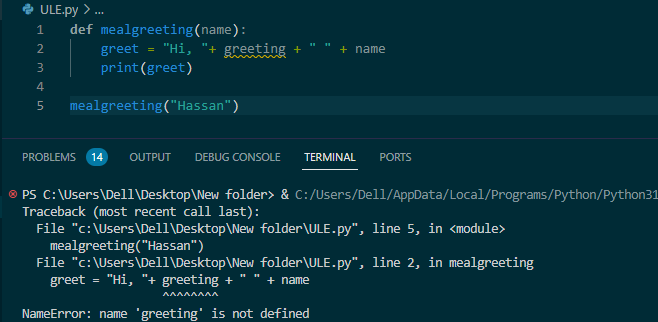 ULE.py > ...
1 def mealgreeting(name):
2 greet = "Hi, "+ greeting + " " + name
3 print(greet)
4
5 mealgreeting("Hassan")
PROBLEMS 14 OUTPUT DEBUG CONSOLE TERMINAL PORTS
PS C:\Users\Dell\Desktop\New folder> & C:/Users/Dell/AppData/Local/Programs/Python/Python31
Traceback (most recent call last):
File "c:\Users\Dell\Desktop\New folder\ULE.py", line 5, in <module>
mealgreeting("Hassan")
File "c:\Users\Dell\Desktop\New folder\ULE.py", line 2, in mealgreeting
greet = "Hi, "+ greeting + " " + name
^^^^^^^^
NameError: name 'greeting' is not defined